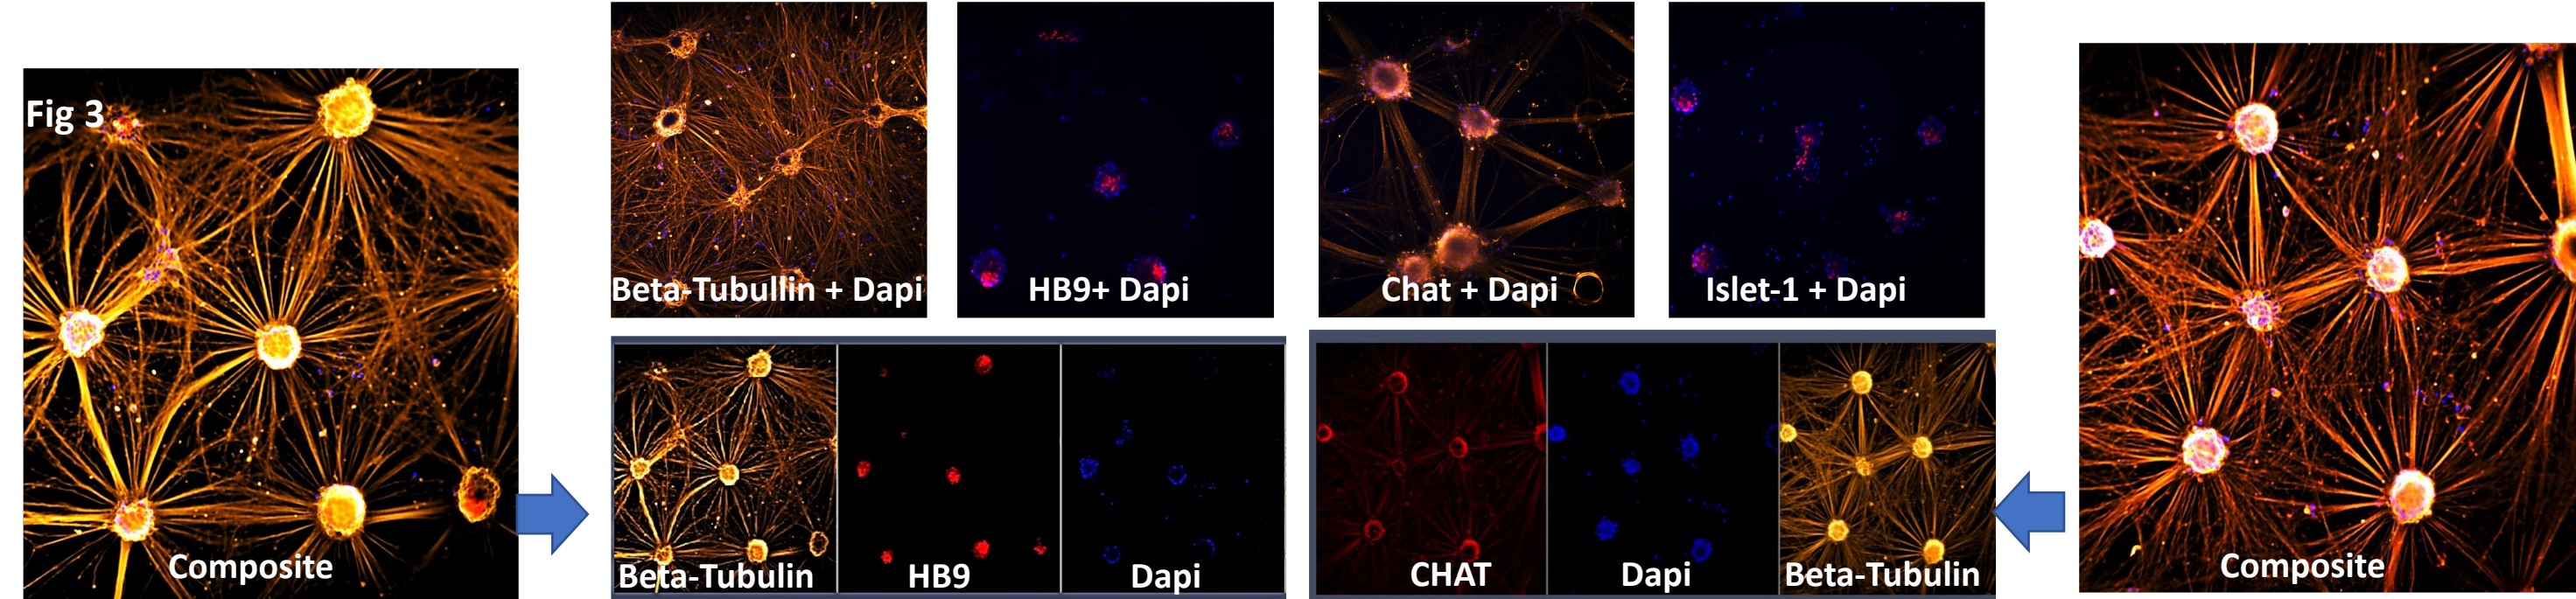 Fig 3
Composite
Beta-Tubullin + Dapi
HB9+ Dapi
Chat + Dapi
Islet-1 + Dapi
Beta-Tubulin
HB9
Dapi
CHAT
Dapi
Beta-Tubulin
Composite